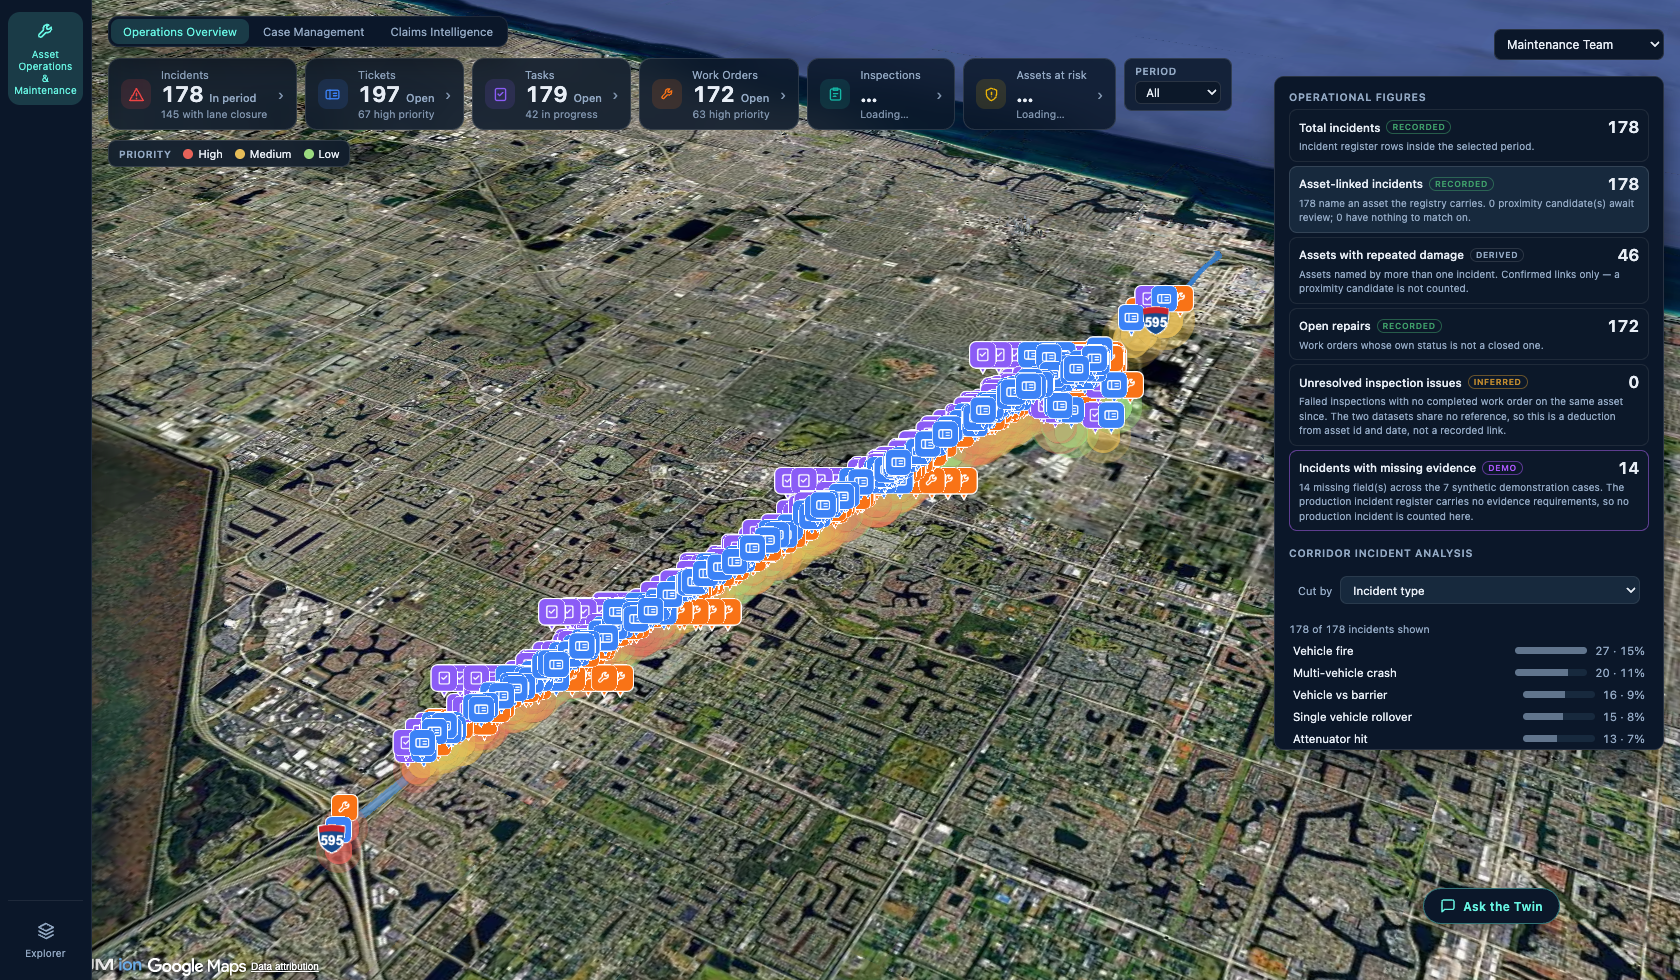 Asset
Operations
&
Maintenance
Explorer
Operations Overview
Case Management
Claims Intelligence
Incidents
178 In period
145 with lane closure
Tickets
197 Open
67 high priority
Tasks
179 Open
42 in progress
Work Orders
172 Open
63 high priority
Inspections
...
Loading...
Assets at risk
...
Loading...
PERIOD
All
PRIORITY High Medium Low
Maintenance Team
OPERATIONAL FIGURES
Total incidents RECORDED 178
Incident register rows inside the selected period.
Asset-linked incidents RECORDED 178
178 name an asset the registry carries. 0 proximity candidate(s) await
review; 0 have nothing to match on.
Assets with repeated damage DERIVED 46
Assets named by more than one incident. Confirmed links only — a
proximity candidate is not counted.
Open repairs RECORDED 172
Work orders whose own status is not a closed one.
Unresolved inspection issues INFERRED 0
Failed inspections with no completed work order on the same asset
since. The two datasets share no reference, so this is a deduction
from asset id and date, not a recorded link.
Incidents with missing evidence DEMO 14
14 missing field(s) across the 7 synthetic demonstration cases. The
production incident register carries no evidence requirements, so no
production incident is counted here.
CORRIDOR INCIDENT ANALYSIS
Cut by Incident type
178 of 178 incidents shown
Vehicle fire 27 · 15%
Multi-vehicle crash 20 · 11%
Vehicle vs barrier 16 · 9%
Single vehicle rollover 15 · 8%
Attenuator hit 13 · 7%
595
595
Ask the Twin
ion Google Maps Data attribution